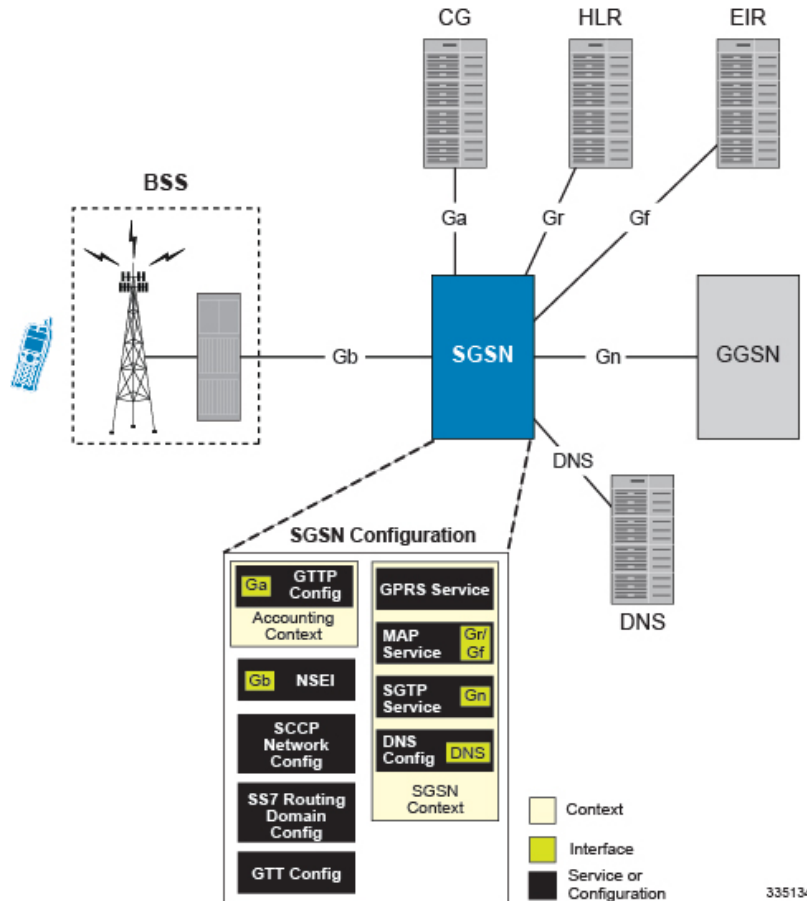 CG
HLR
EIR
BSS
Ga
Gr
Gf
Gb
SGSN
Gn
GGSN
DNS
DNS
SGSN Configuration
Ga
GTTP
Config
Accounting
Context
Gb
NSEI
SCCP
Network
Config
SS7 Routing
Domain
Config
GTT Config
GPRS Service
MAP
Service
Gr/
Gf
SGTP
Service
Gn
DNS
Config
DNS
SGSN
Context
Context
Interface
Service or
Configuration
335134